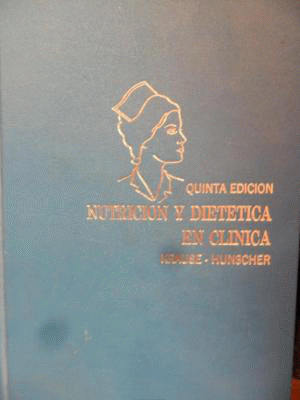 QUINTA EDICION
NUTRICION Y DIETETICA
EN CLINICA
KRAUSE - HUNSCHER